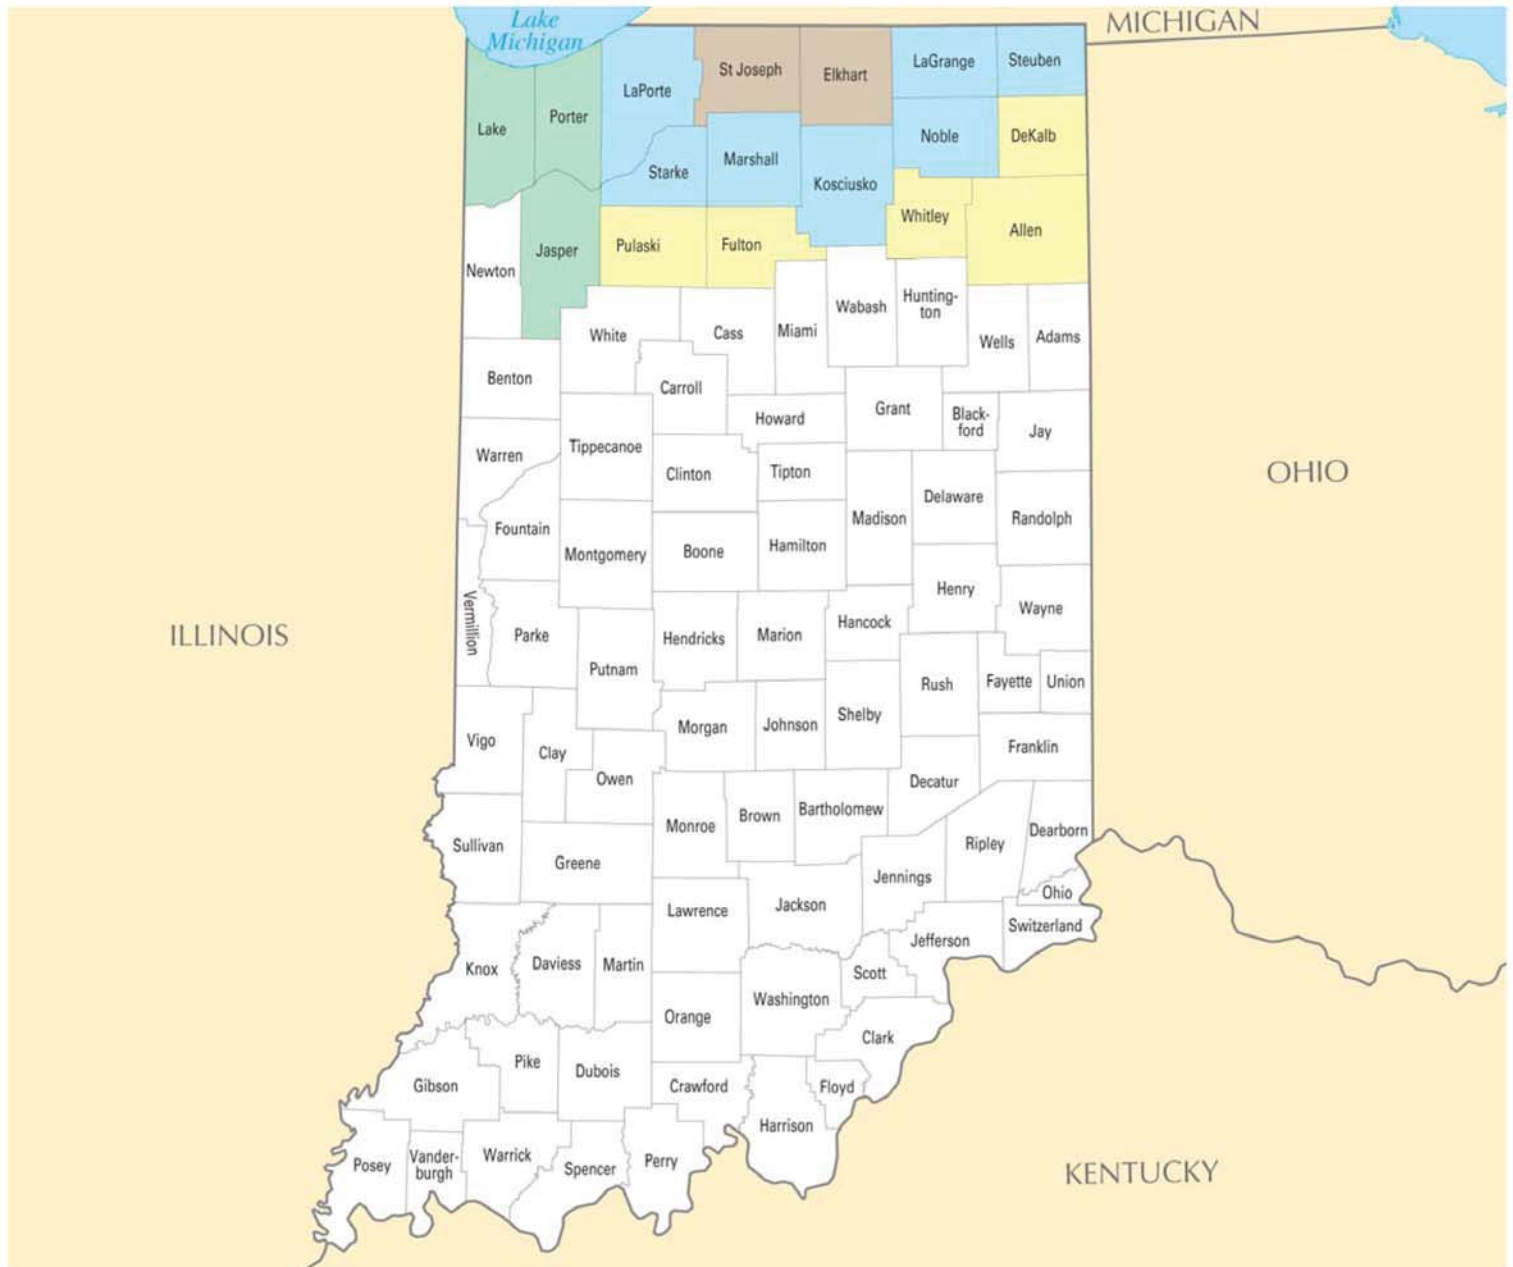 Lake
Michigan
MICHIGAN
St Joseph
Elkhart
LaGrange
Steuben
LaPorte
Lake
Porter
Noble
DeKalb
Starke
Marshall
Kosciusko
Whitley
Allen
Newton
Jasper
Pulaski
Fulton
White
Cass
Miami
Wabash
Hunting-
ton
Wells
Adams
Benton
Carroll
Howard
Grant
Black-
ford
Jay
Warren
Tippecanoe
Clinton
Tipton
OHIO
Fountain
Montgomery
Boone
Hamilton
Madison
Delaware
Randolph
ILLINOIS
Vermillion
Parke
Putnam
Hendricks
Marion
Hancock
Henry
Wayne
Rush
Fayette
Union
Vigo
Clay
Owen
Morgan
Johnson
Shelby
Decatur
Franklin
Sullivan
Greene
Monroe
Brown
Bartholomew
Jennings
Ripley
Dearborn
Ohio
Lawrence
Jackson
Jefferson
Switzerland
Knox
Daviess
Martin
Orange
Washington
Scott
Clark
Gibson
Pike
Dubois
Crawford
Floyd
Harrison
Posey
Vander-
burgh
Warrick
Spencer
Perry
KENTUCKY